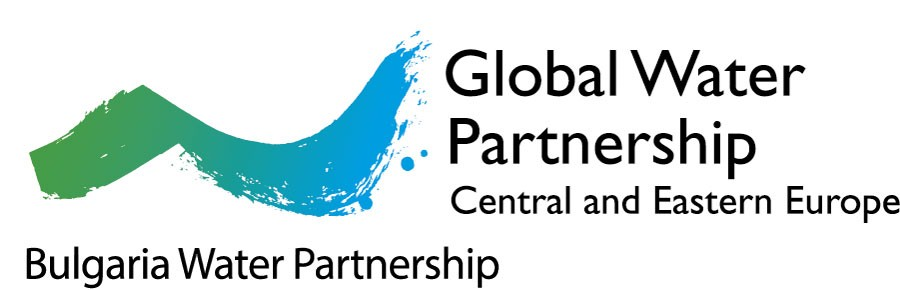 Global Water
Partnership
Central and Eastern Europe
Bulgaria Water Partnership